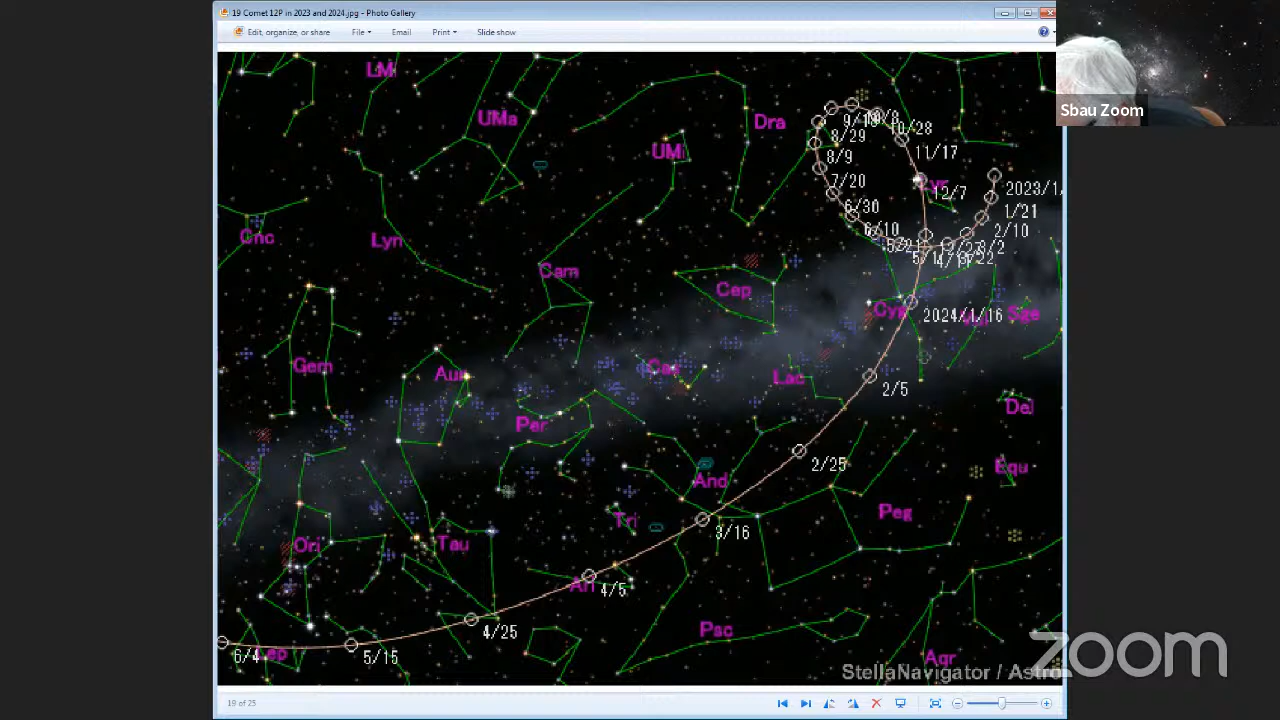 19 Comet 12P in 2023 and 2024.jpg - Photo Gallery
Edit, organize, or share File Email Print Slide show
Sbau Zoom
LM
UMa
Dra
UMi
10/28
8/29
11/17
8/9
7/20
12/7
2023/1/
6/30
1/21
6/10
2/10
Cnc
Lyn
Cam
Cep
Cyg
2024/1/16
Sge
Gem
Aur
Cas
Lac
2/5
Del
Per
2/25
And
Equ
Tri
3/16
Peg
Ori
Tau
Ari
4/5
4/25
Psc
6/4
Lep
5/15
Aqr
StellaNavigator / Astro
zoom
19 of 25